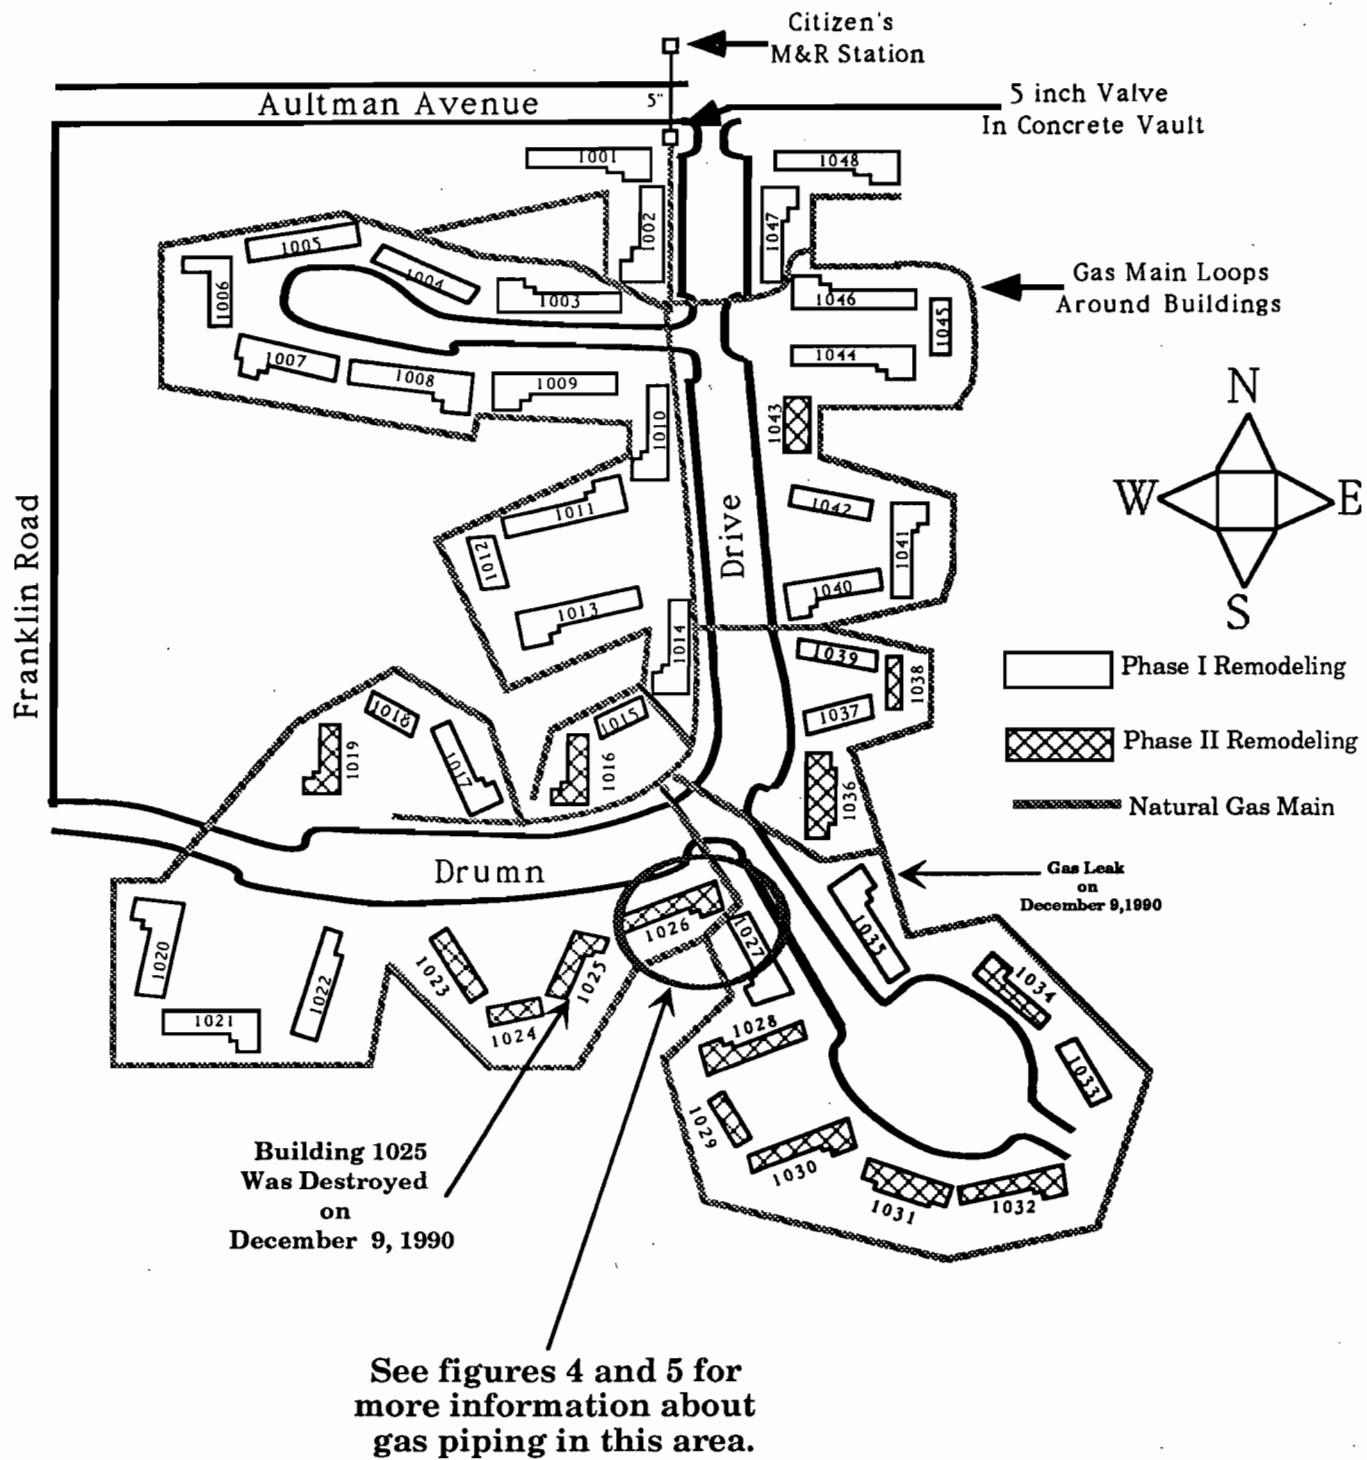 Citizen's
M&R Station
5"
Aultman Avenue
5 inch Valve
In Concrete Vault
1001
1048
1002
1047
1005
1004
1006
1003
1046
1045
Gas Main Loops
Around Buildings
1007
1008
1009
1044
1010
1043
N
W
E
S
1011
1042
1012
1041
Drive
1013
1040
1014
Franklin Road
1039
1038
Phase I Remodeling
1018
1015
1037
1019
1017
1016
1036
Phase II Remodeling
Natural Gas Main
Drumn
Gas Leak
on
December 9,1990
1020
1026
1027
1035
1022
1023
1025
1034
1021
1024
1028
1033
1029
1030
1031
1032
Building 1025
Was Destroyed
on
December 9, 1990
See figures 4 and 5 for
more information about
gas piping in this area.